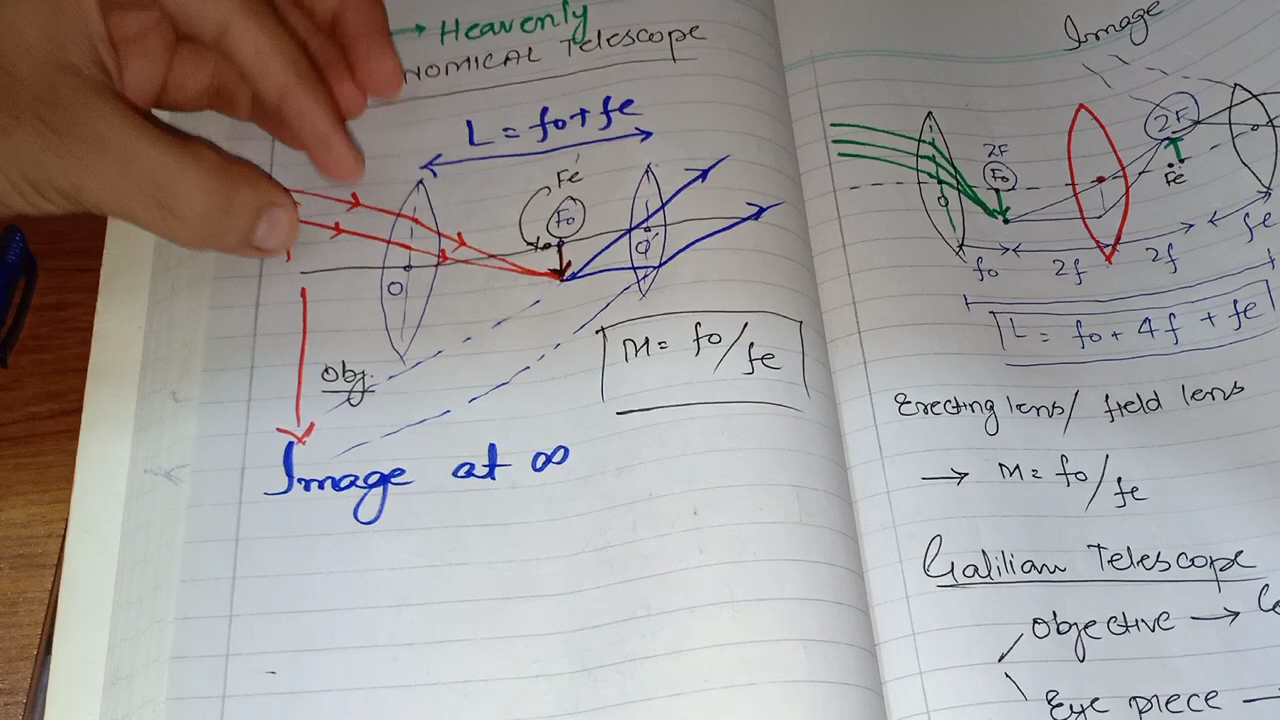 → Heavenly
NOMICAL Telescope
L = fo + fe
Fe
Fo
O
O'
Obj.
M = fo/fe
Image at ∞
Image
2F
Fo
O
2F
Fe
O
fo
2f
2f
fe
L = fo + 4f + fe
Erecting lens/ field lens
→ M = fo/fe
Galilian Telescope
Objective →
Eye piece →